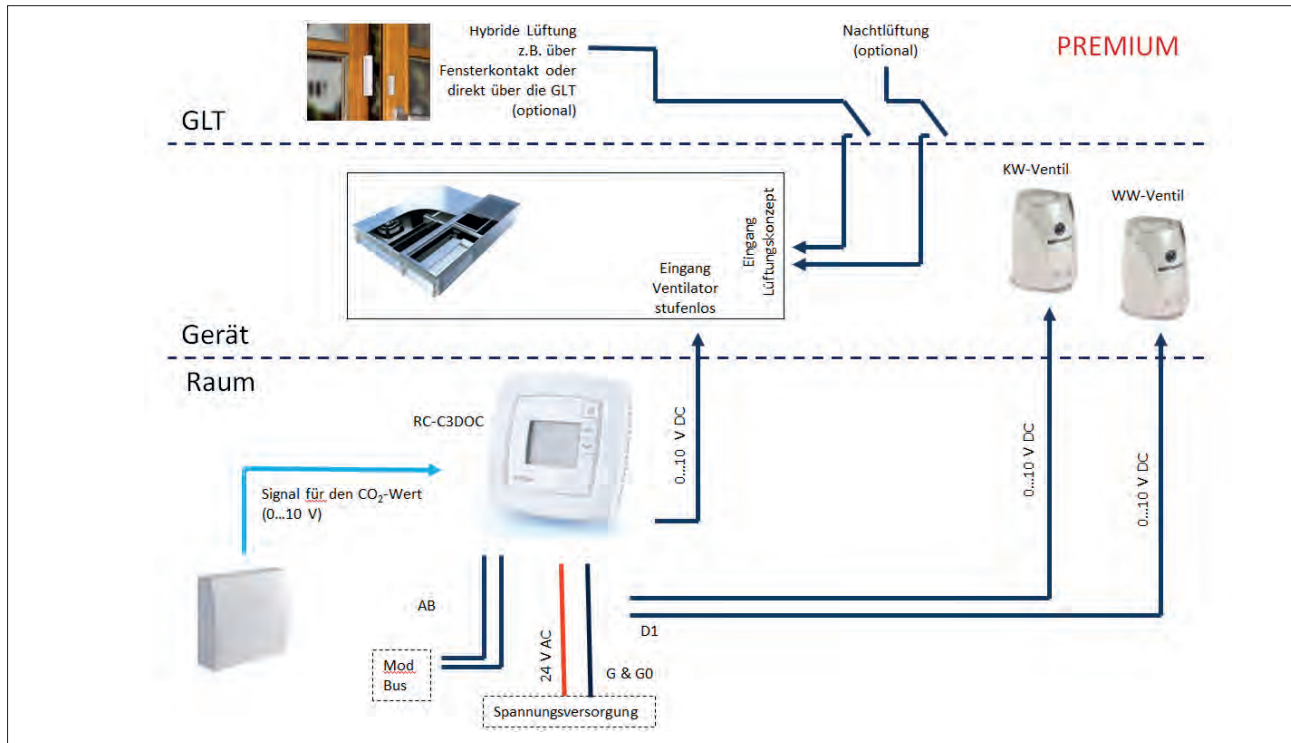 Hybride Lüftung
z.B. über
Fensterkontakt oder
direkt über die GLT
(optional)
Nachtlüftung
(optional)
PREMIUM
GLT
KW-Ventil
WW-Ventil
Eingang
Lüftungskonzept
Eingang
Ventilator
stufenlos
Gerät
Raum
RC-C3DOC
0...10 V DC
0...10 V DC
0...10 V DC
Signal für den CO₂-Wert
(0...10 V)
AB
D1
Mod
Bus
24 V AC
G & G0
Spannungsversorgung